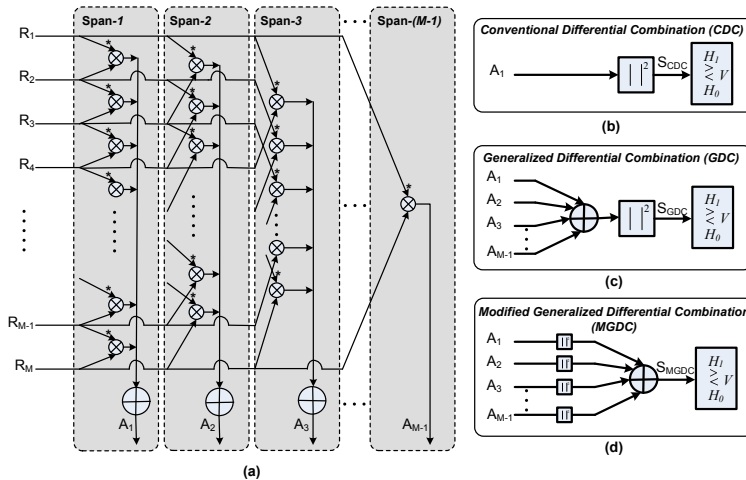 Span-1
Span-2
Span-3
Span-(M-1)
R1
R2
R3
R4
RM-1
RM
*
A1
A2
A3
AM-1
(a)
Conventional Differential Combination (CDC)
A1
| |2
SCDC
H1
≥
<
V
H0
(b)
Generalized Differential Combination (GDC)
A1
A2
A3
AM-1
| |2
SGDC
H1
≥
<
V
H0
(c)
Modified Generalized Differential Combination
(MGDC)
A1
A2
A3
AM-1
SMGDC
H1
≥
<
V
H0
(d)